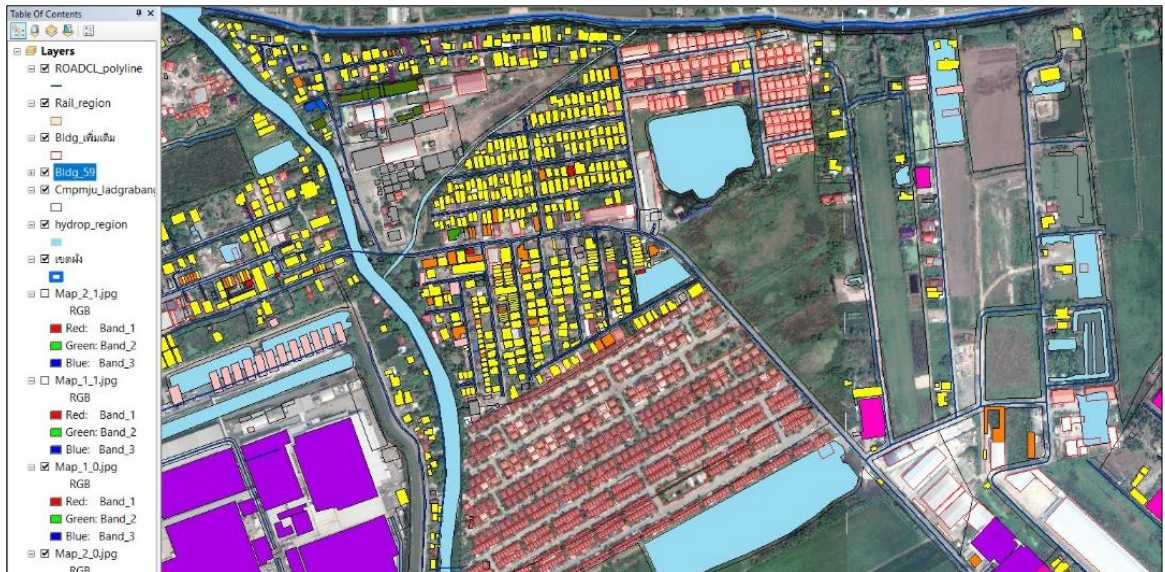 Table Of Contents
Layers
ROADCL_polyline
Rail_region
Bldg_เพิ่มเติม
Bldg_59
Cmpmju_ladgraban
hydrop_region
เขตผัง
Map_2_1.jpg
RGB
Red: Band_1
Green: Band_2
Blue: Band_3
Map_1_1.jpg
RGB
Red: Band_1
Green: Band_2
Blue: Band_3
Map_1_0.jpg
RGB
Red: Band_1
Green: Band_2
Blue: Band_3
Map_2_0.jpg
RGB